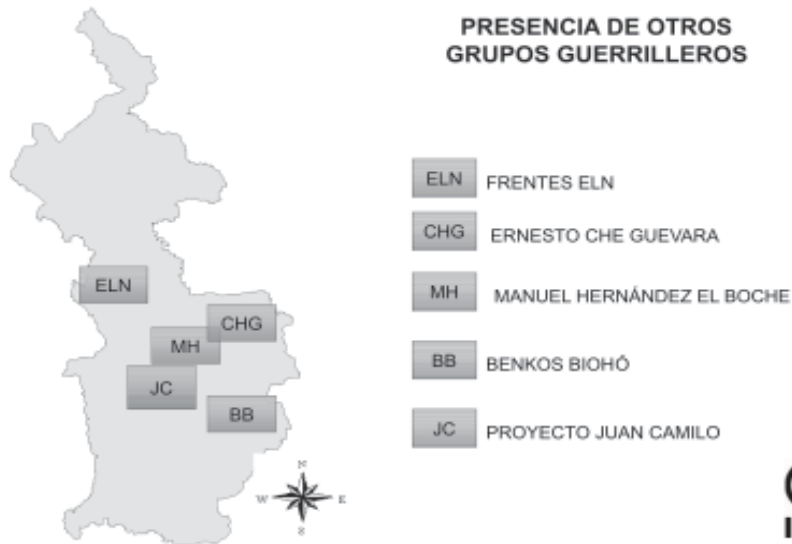 PRESENCIA DE OTROS
GRUPOS GUERRILLEROS
ELN FRENTES ELN
CHG ERNESTO CHE GUEVARA
MH MANUEL HERNÁNDEZ EL BOCHE
BB BENKOS BIOHÓ
JC PROYECTO JUAN CAMILO
ELN
CHG
MH
JC
BB
N
W E
S